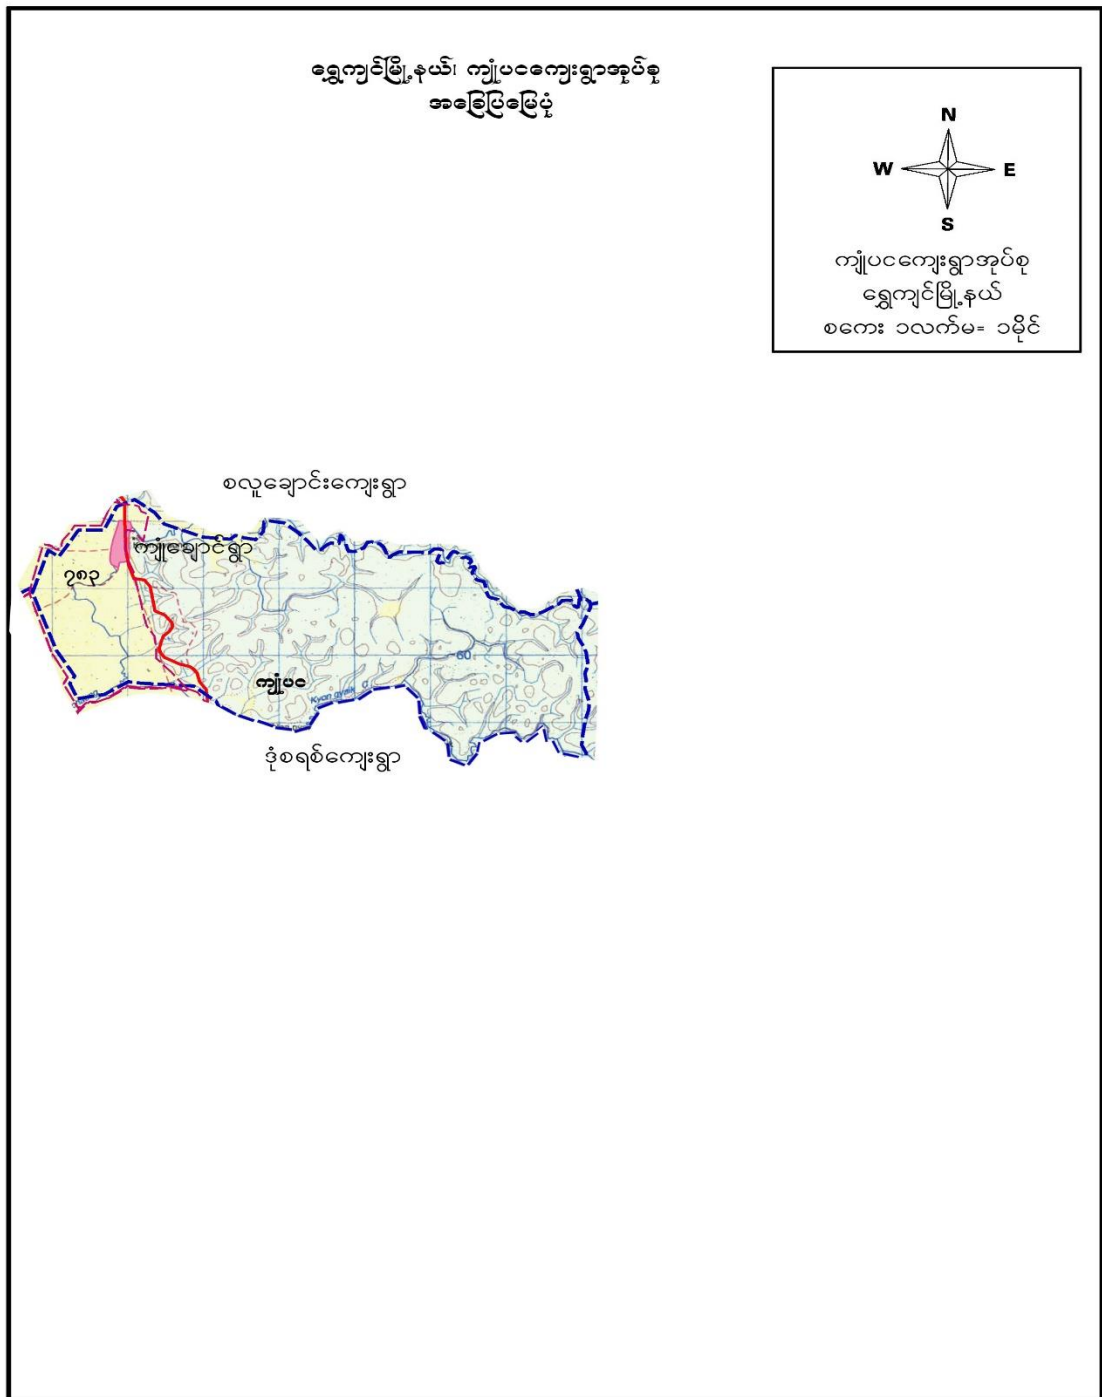 ရွှေကျင်မြို့နယ်၊ ကျုံပငကျေးရွာအုပ်စု
အခြေပြမြေပုံ
N
W E
S
ကျုံပငကျေးရွာအုပ်စု
ရွှေကျင်မြို့နယ်
စကေး ၁လက်မ= ၁မိုင်
စလူချောင်းကျေးရွာ
ကျုံချောင်ရွာ
၇၈၃
60
ကျုံပင
ဒုံစရစ်ကျေးရွာ